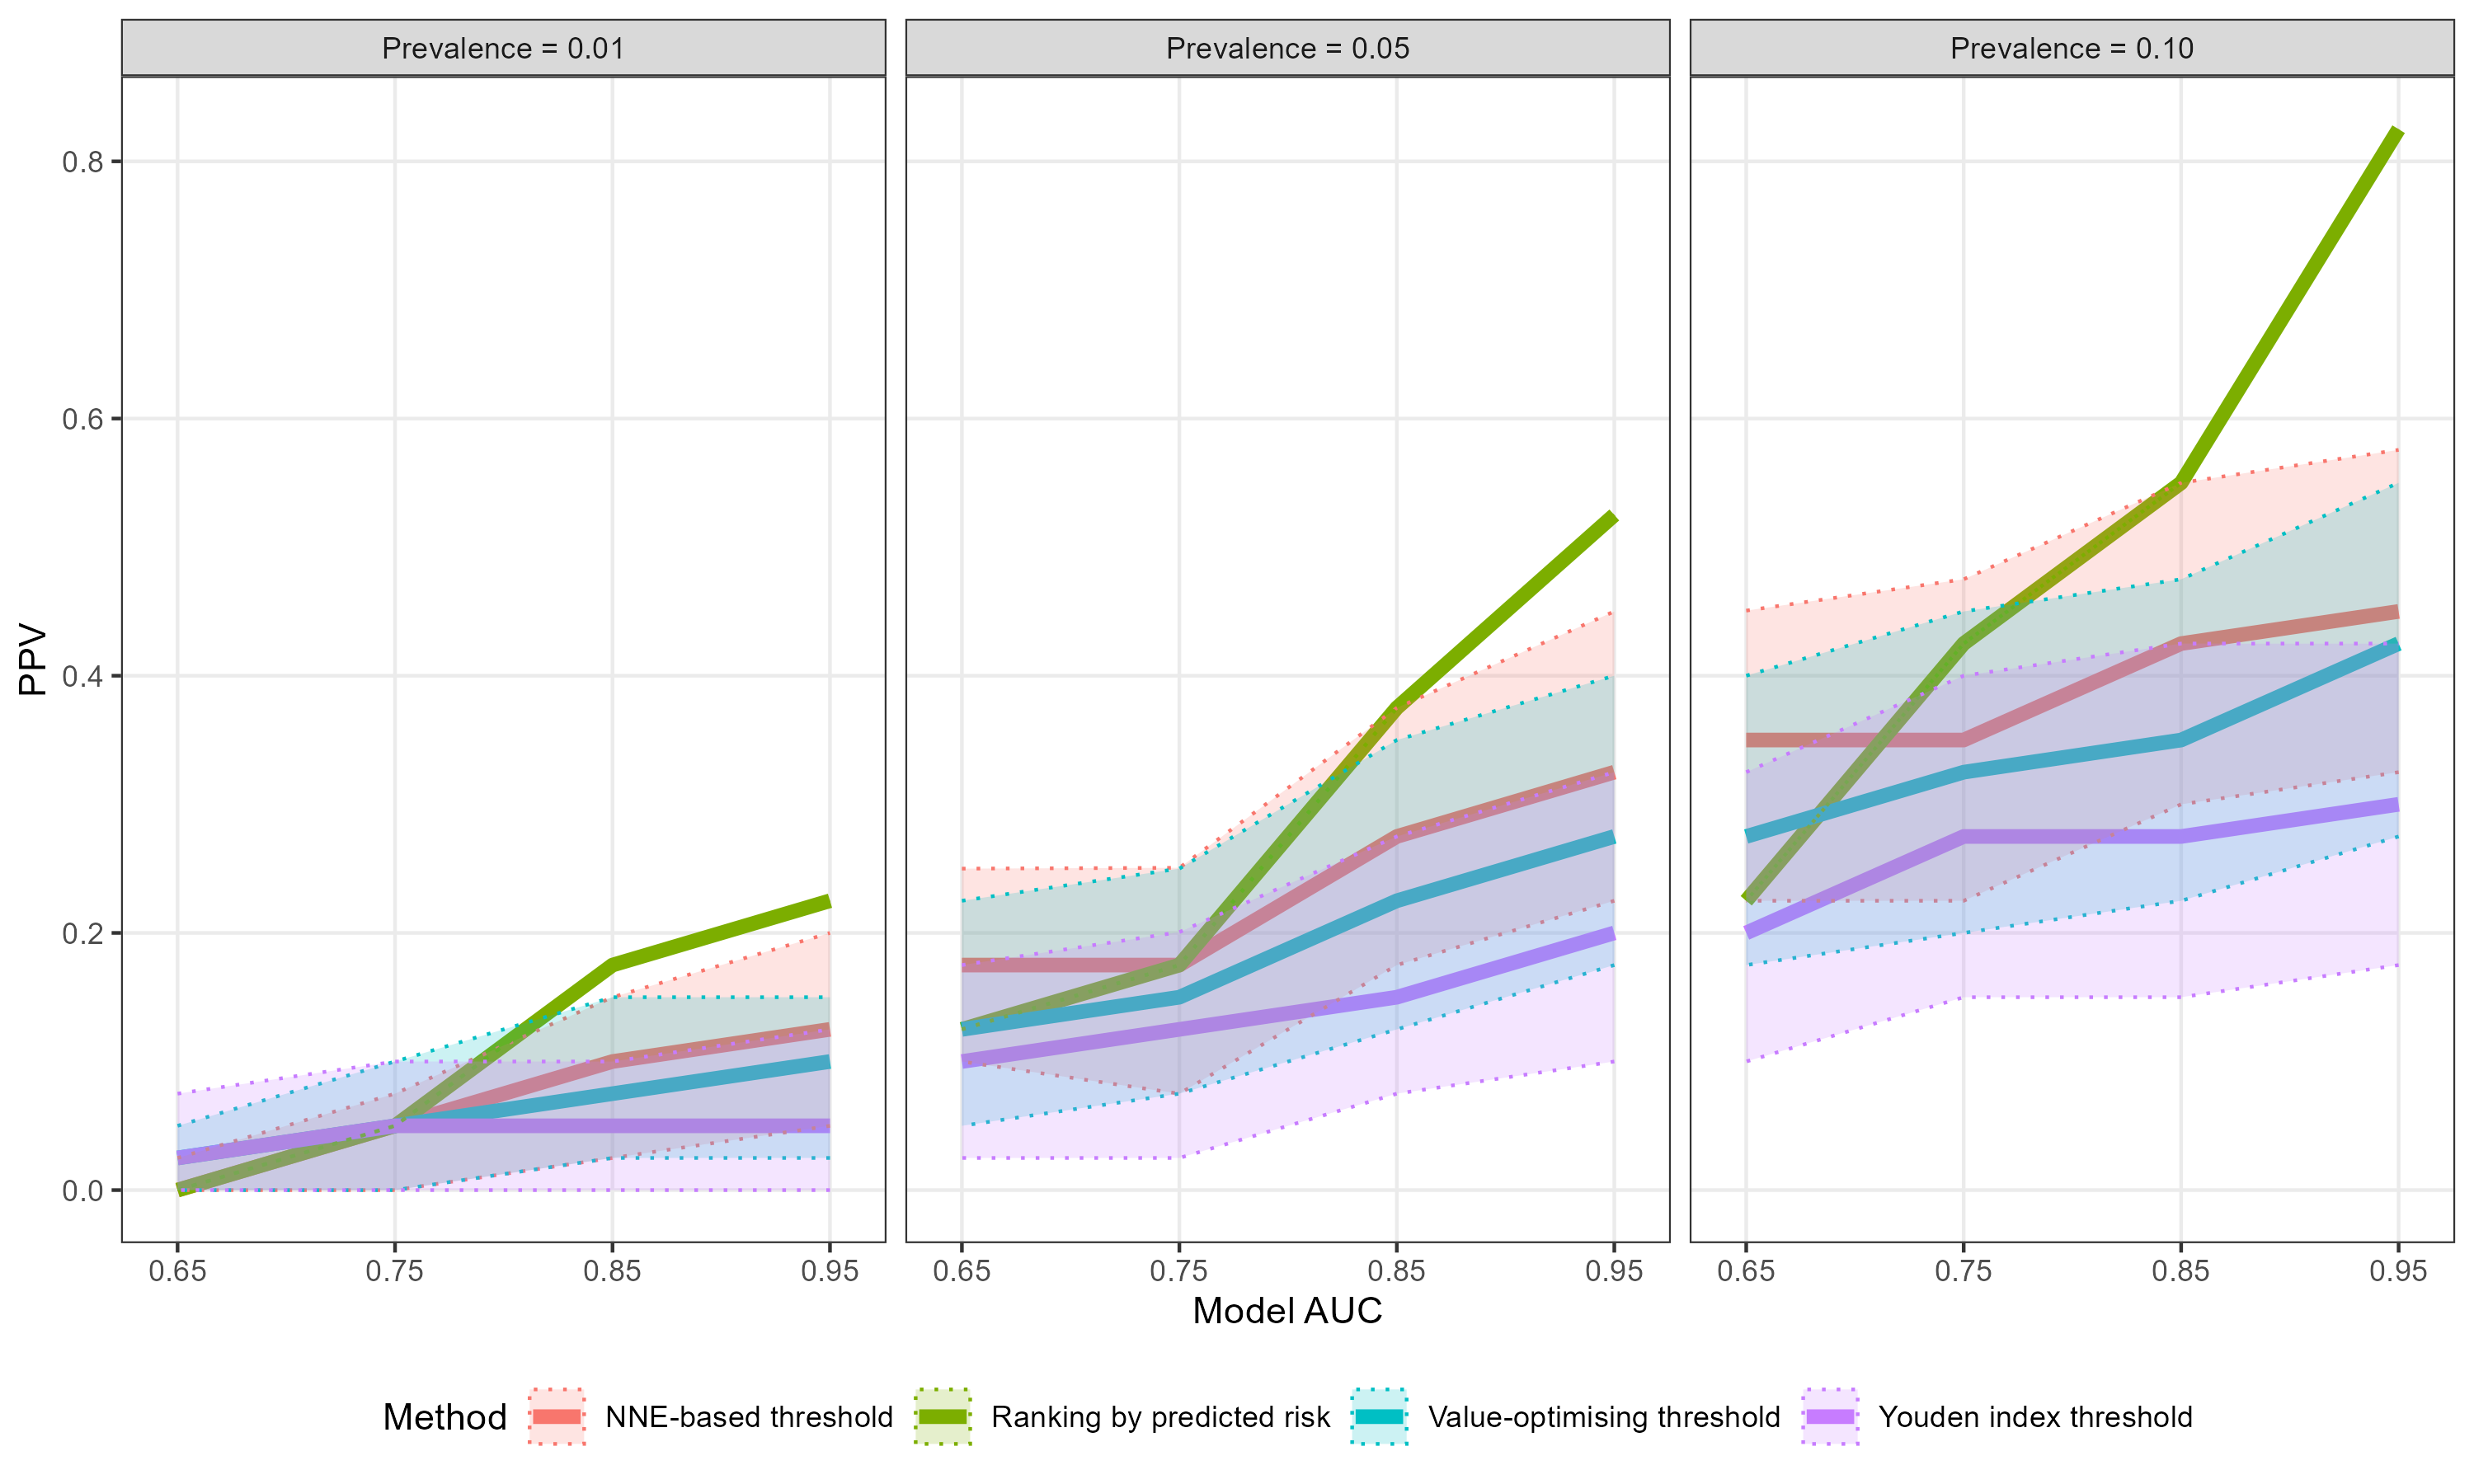 Prevalence = 0.01
Prevalence = 0.05
Prevalence = 0.10
PPV
0.8
0.6
0.4
0.2
0.0
0.65 0.75 0.85 0.95
0.65 0.75 0.85 0.95
0.65 0.75 0.85 0.95
Model AUC
Method NNE-based threshold Ranking by predicted risk Value-optimising threshold Youden index threshold